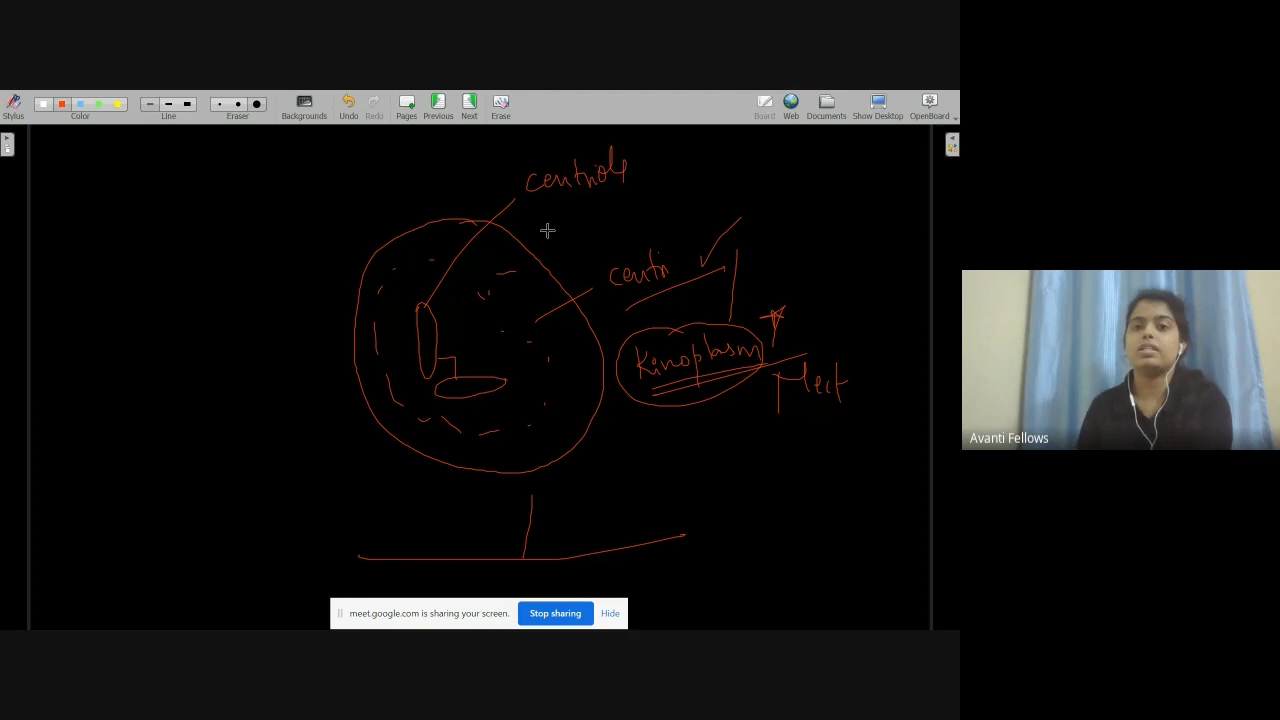 Stylus Color Line Eraser Backgrounds Undo Redo Pages Previous Next Erase Board Web Documents Show Desktop OpenBoard
centriole
centri
Kinoplasm
Avanti Fellows
meet.google.com is sharing your screen. Stop sharing Hide